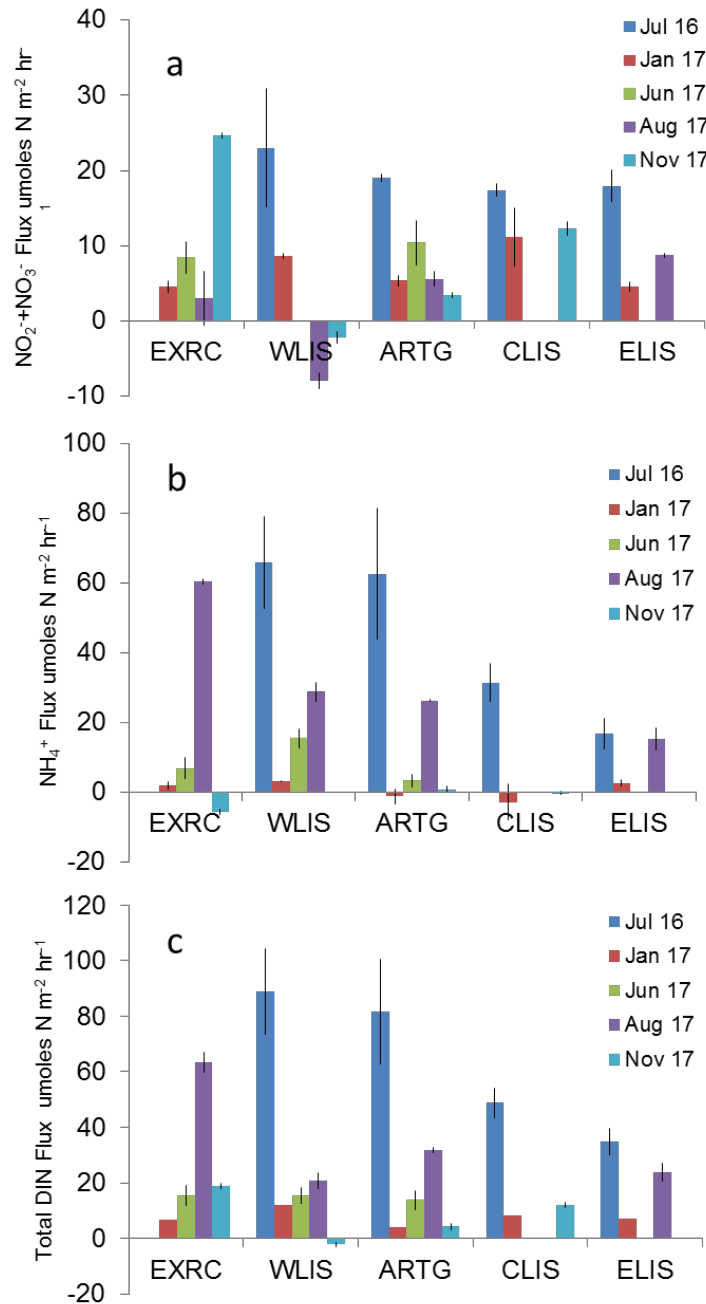 40
30
20
10
0
-10
NO₂⁻+NO₃⁻ Flux umoles N m⁻² hr⁻
1
a
Jul 16
Jan 17
Jun 17
Aug 17
Nov 17
EXRC WLIS ARTG CLIS ELIS
100
80
60
40
20
0
-20
NH₄⁺ Flux umoles N m⁻² hr⁻¹
b
Jul 16
Jan 17
Jun 17
Aug 17
Nov 17
EXRC WLIS ARTG CLIS ELIS
120
100
80
60
40
20
0
-20
Total DIN Flux umoles N m⁻² hr⁻¹
c
Jul 16
Jan 17
Jun 17
Aug 17
Nov 17
EXRC WLIS ARTG CLIS ELIS